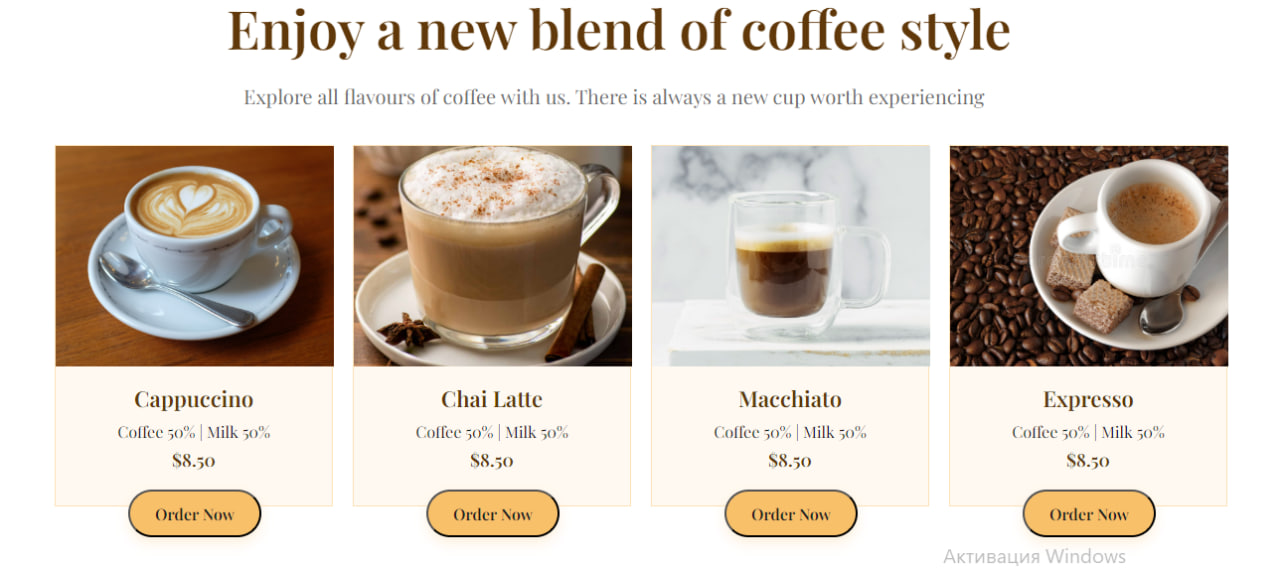 Enjoy a new blend of coffee style
Explore all flavours of coffee with us. There is always a new cup worth experiencing
Cappuccino
Coffee 50% | Milk 50%
$8.50
Order Now
Chai Latte
Coffee 50% | Milk 50%
$8.50
Order Now
Macchiato
Coffee 50% | Milk 50%
$8.50
Order Now
Expresso
Coffee 50% | Milk 50%
$8.50
Order Now
Активация Windows